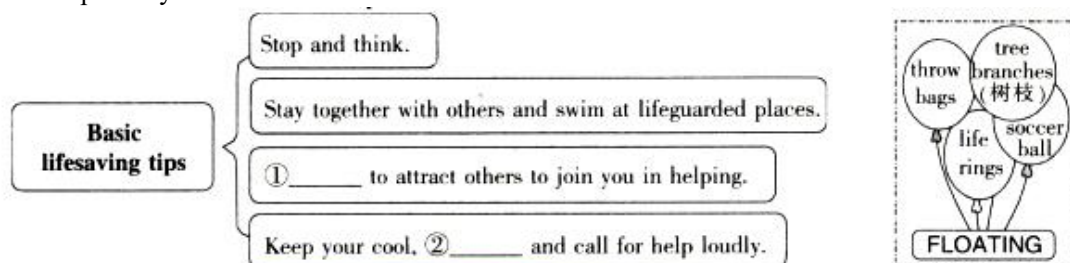 Stop and think.
Stay together with others and swim at lifeguarded places.
Basic
lifesaving tips
①______ to attract others to join you in helping.
Keep your cool, ②______ and call for help loudly.
throw
bags
tree
branches
(树枝)
life
rings
soccer
ball
FLOATING